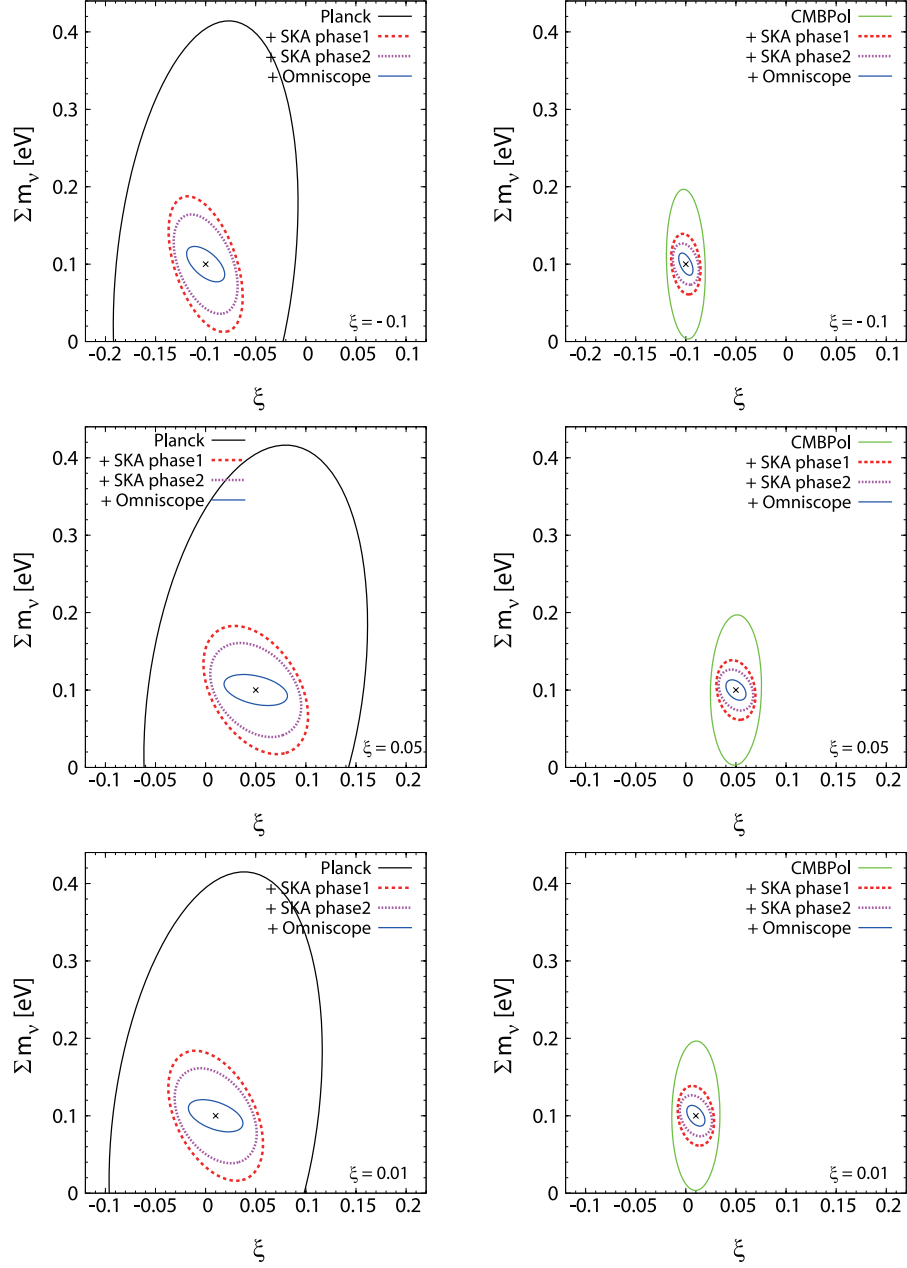 Planck
+ SKA phase1
+ SKA phase2
+ Omniscope
0.4
0.3
0.2
0.1
0
Σ mν [eV]
ξ = - 0.1
-0.2 -0.15 -0.1 -0.05 0 0.05 0.1
ξ
CMBPol
+ SKA phase1
+ SKA phase2
+ Omniscope
0.4
0.3
0.2
0.1
0
Σ mν [eV]
ξ = - 0.1
-0.2 -0.15 -0.1 -0.05 0 0.05 0.1
ξ
Planck
+ SKA phase1
+ SKA phase2
+ Omniscope
0.4
0.3
0.2
0.1
0
Σ mν [eV]
ξ = 0.05
-0.1 -0.05 0 0.05 0.1 0.15 0.2
ξ
CMBPol
+ SKA phase1
+ SKA phase2
+ Omniscope
0.4
0.3
0.2
0.1
0
Σ mν [eV]
ξ = 0.05
-0.1 -0.05 0 0.05 0.1 0.15 0.2
ξ
Planck
+ SKA phase1
+ SKA phase2
+ Omniscope
0.4
0.3
0.2
0.1
0
Σ mν [eV]
ξ = 0.01
-0.1 -0.05 0 0.05 0.1 0.15 0.2
ξ
CMBPol
+ SKA phase1
+ SKA phase2
+ Omniscope
0.4
0.3
0.2
0.1
0
Σ mν [eV]
ξ = 0.01
-0.1 -0.05 0 0.05 0.1 0.15 0.2
ξ